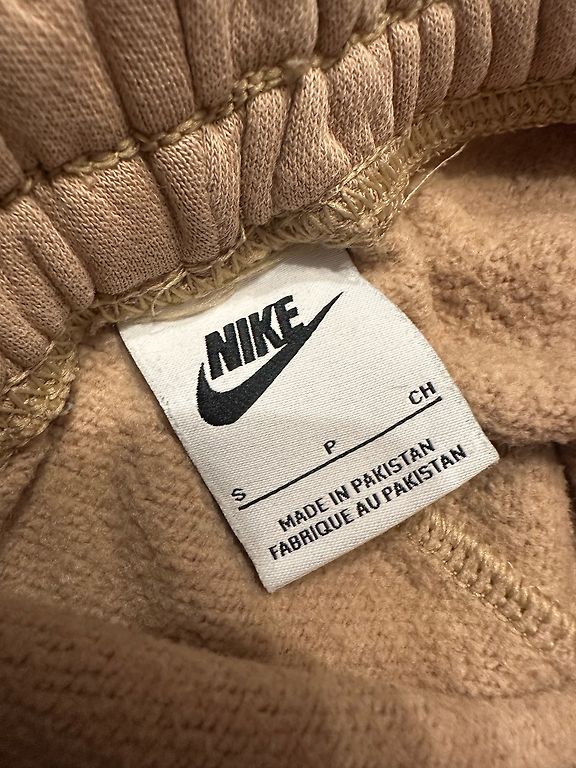 NIKE
S P CH
MADE IN PAKISTAN
FABRIQUE AU PAKISTAN